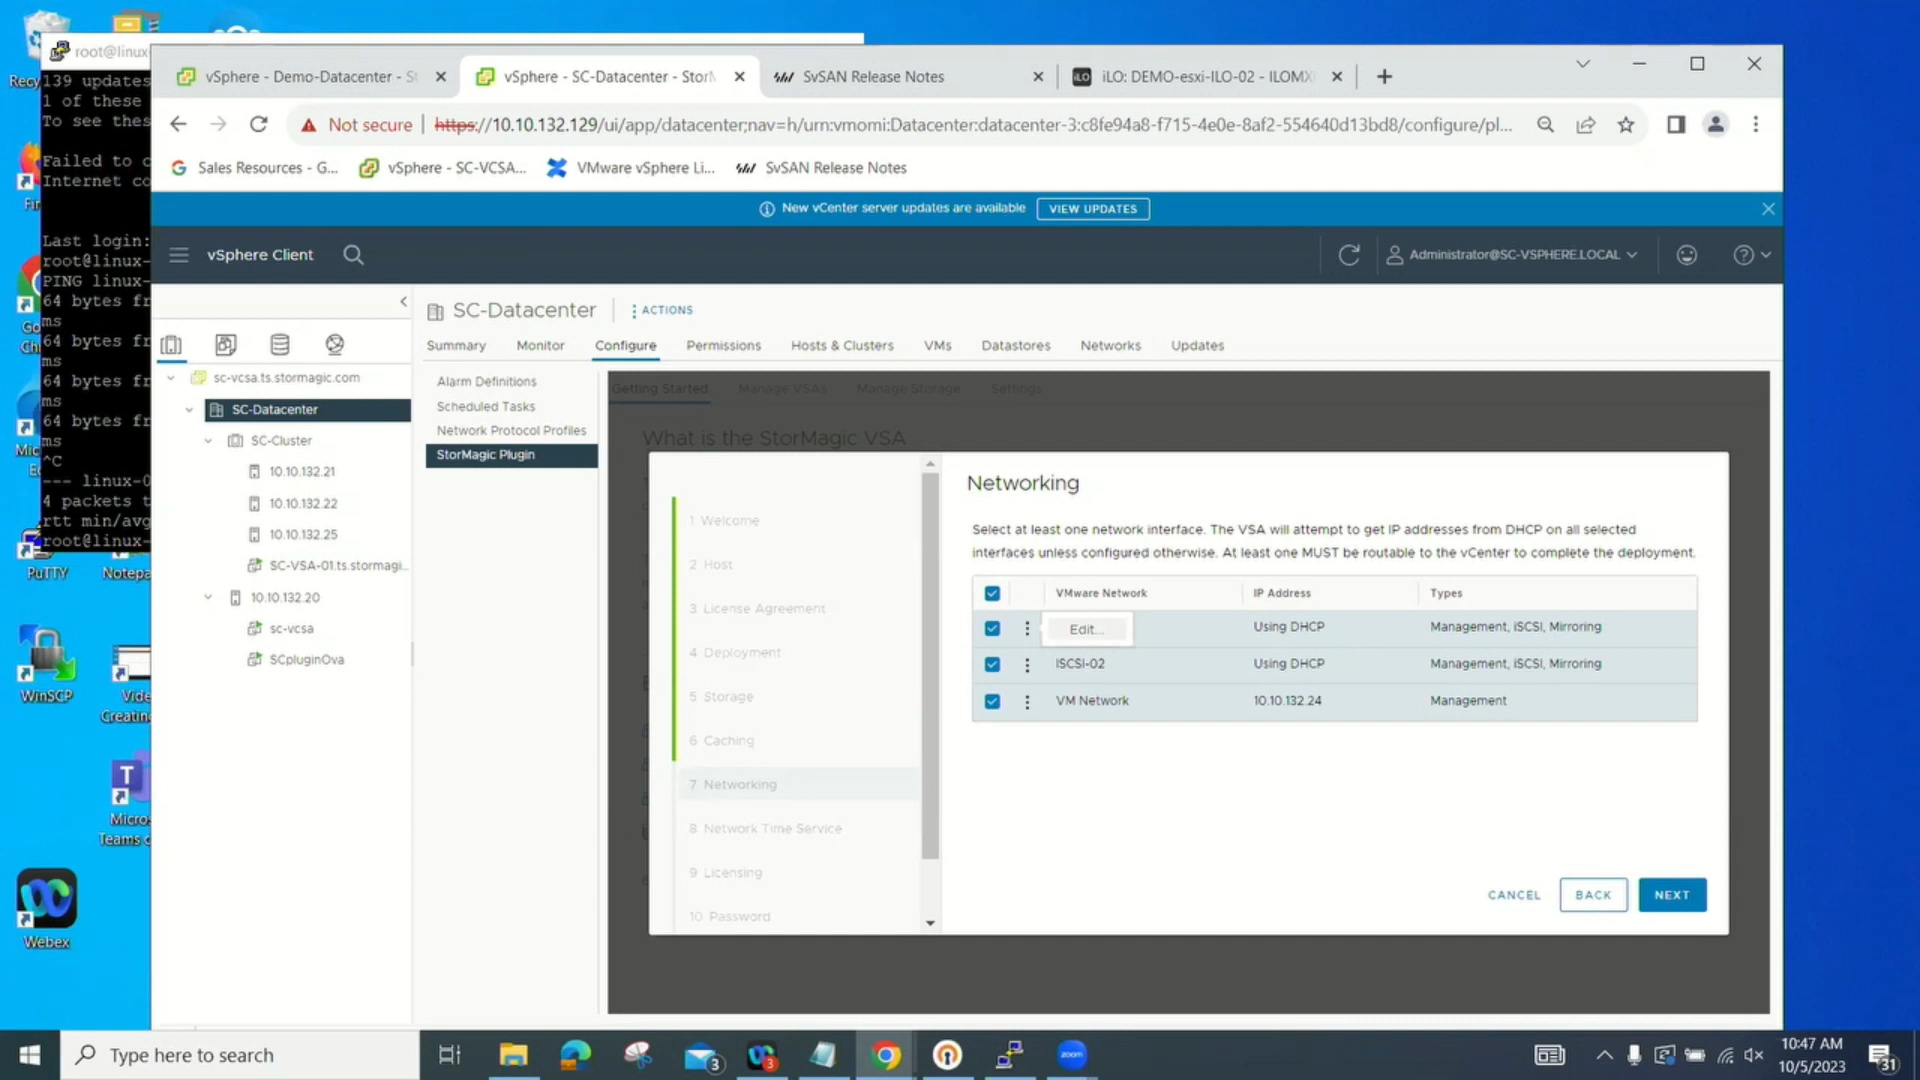 root@linux
139 updates
1 of these
To see thes
Failed to c
Internet co
Last login:
root@linux-
PING linux-
64 bytes fr
ms
64 bytes fr
ms
64 bytes fr
ms
64 bytes fr
ms
^C
--- linux-0
4 packets t
rtt min/avg
root@linux-
PuTTY
Notepa
WinSCP
Vide
Creatin
Micros
Teams c
Webex
vSphere - Demo-Datacenter - St
vSphere - SC-Datacenter - StorM
SvSAN Release Notes
iLO: DEMO-esxi-ILO-02 - ILOMX
Not secure
https://10.10.132.129/ui/app/datacenter;nav=h/urn:vmomi:Datacenter:datacenter-3:c8fe94a8-f715-4e0e-8af2-554640d13bd8/configure/pl...
Sales Resources - G...
vSphere - SC-VCSA...
VMware vSphere Li...
SvSAN Release Notes
New vCenter server updates are available
VIEW UPDATES
vSphere Client
Administrator@SC-VSPHERE.LOCAL
sc-vcsa.ts.stormagic.com
SC-Datacenter
SC-Cluster
10.10.132.21
10.10.132.22
10.10.132.25
SC-VSA-01.ts.stormagi...
10.10.132.20
sc-vcsa
SCpluginOva
SC-Datacenter
ACTIONS
Summary
Monitor
Configure
Permissions
Hosts & Clusters
VMs
Datastores
Networks
Updates
Alarm Definitions
Scheduled Tasks
Network Protocol Profiles
StorMagic Plugin
Getting Started
Manage VSAs
Manage Storage
Settings
What is the StorMagic VSA
1 Welcome
2 Host
3 License Agreement
4 Deployment
5 Storage
6 Caching
7 Networking
8 Network Time Service
9 Licensing
10 Password
Networking
Select at least one network interface. The VSA will attempt to get IP addresses from DHCP on all selected
interfaces unless configured otherwise. At least one MUST be routable to the vCenter to complete the deployment.
VMware Network
IP Address
Types
Edit...
Using DHCP
Management, iSCSI, Mirroring
ISCSI-02
Using DHCP
Management, iSCSI, Mirroring
VM Network
10.10.132.24
Management
CANCEL
BACK
NEXT
Type here to search
3
3
zoom
10:47 AM
10/5/2023
31